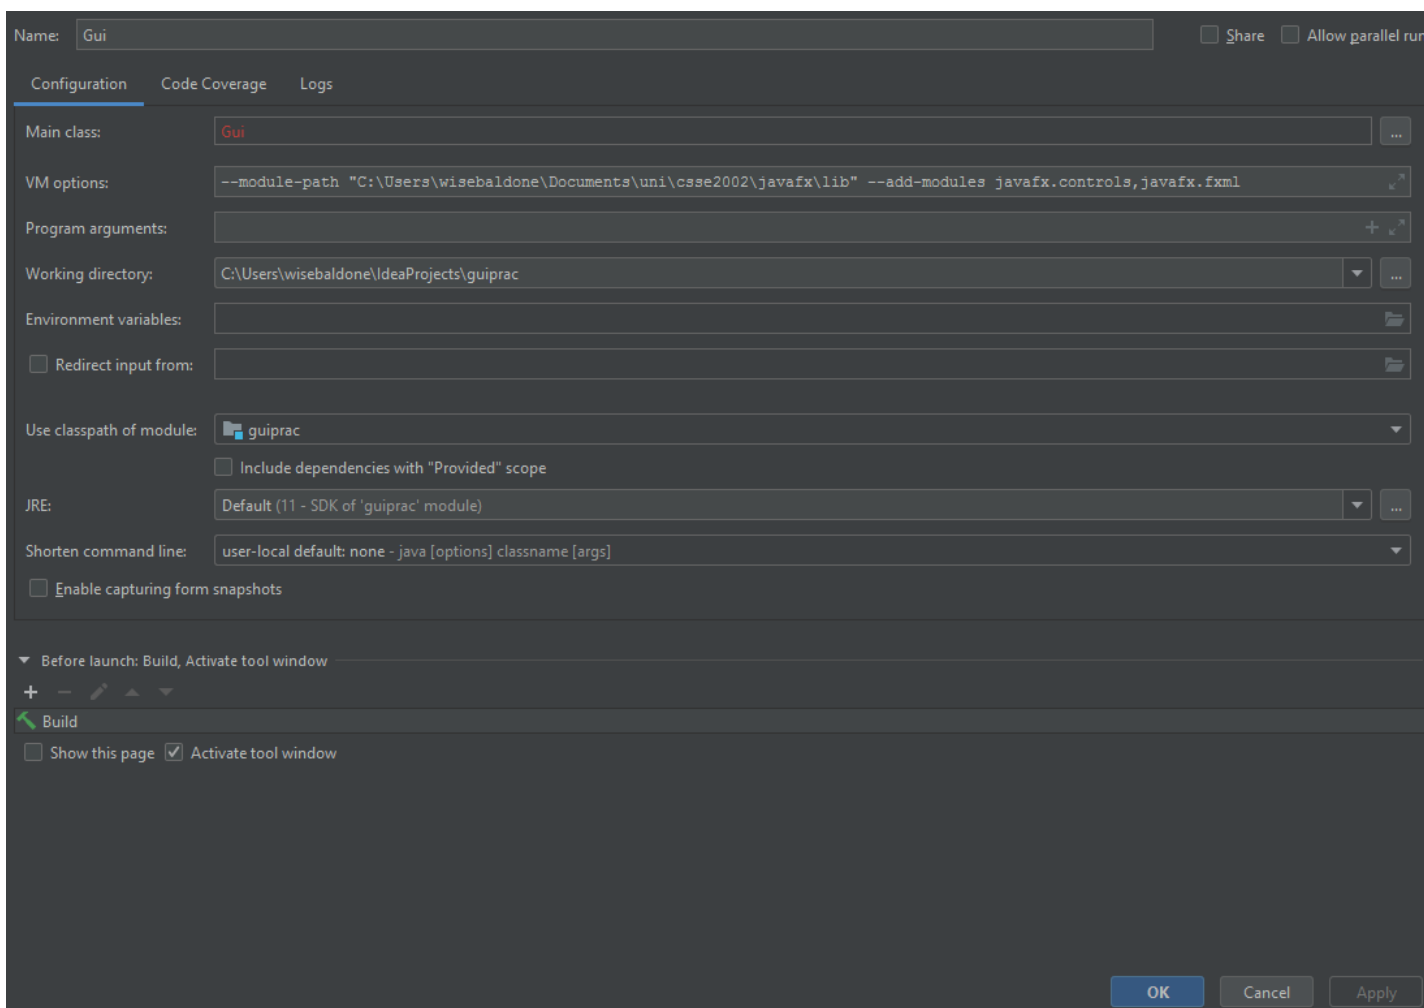 Name: Gui Share Allow parallel run
Configuration Code Coverage Logs
Main class: Gui ...
VM options: --module-path "C:\Users\wisebaldone\Documents\uni\csse2002\javafx\lib" --add-modules javafx.controls,javafx.fxml
Program arguments:
Working directory: C:\Users\wisebaldone\IdeaProjects\guiprac ...
Environment variables:
Redirect input from:
Use classpath of module: guiprac
Include dependencies with "Provided" scope
JRE: Default (11 - SDK of 'guiprac' module) ...
Shorten command line: user-local default: none - java [options] classname [args]
Enable capturing form snapshots
Before launch: Build, Activate tool window
Build
Show this page Activate tool window
OK Cancel Apply